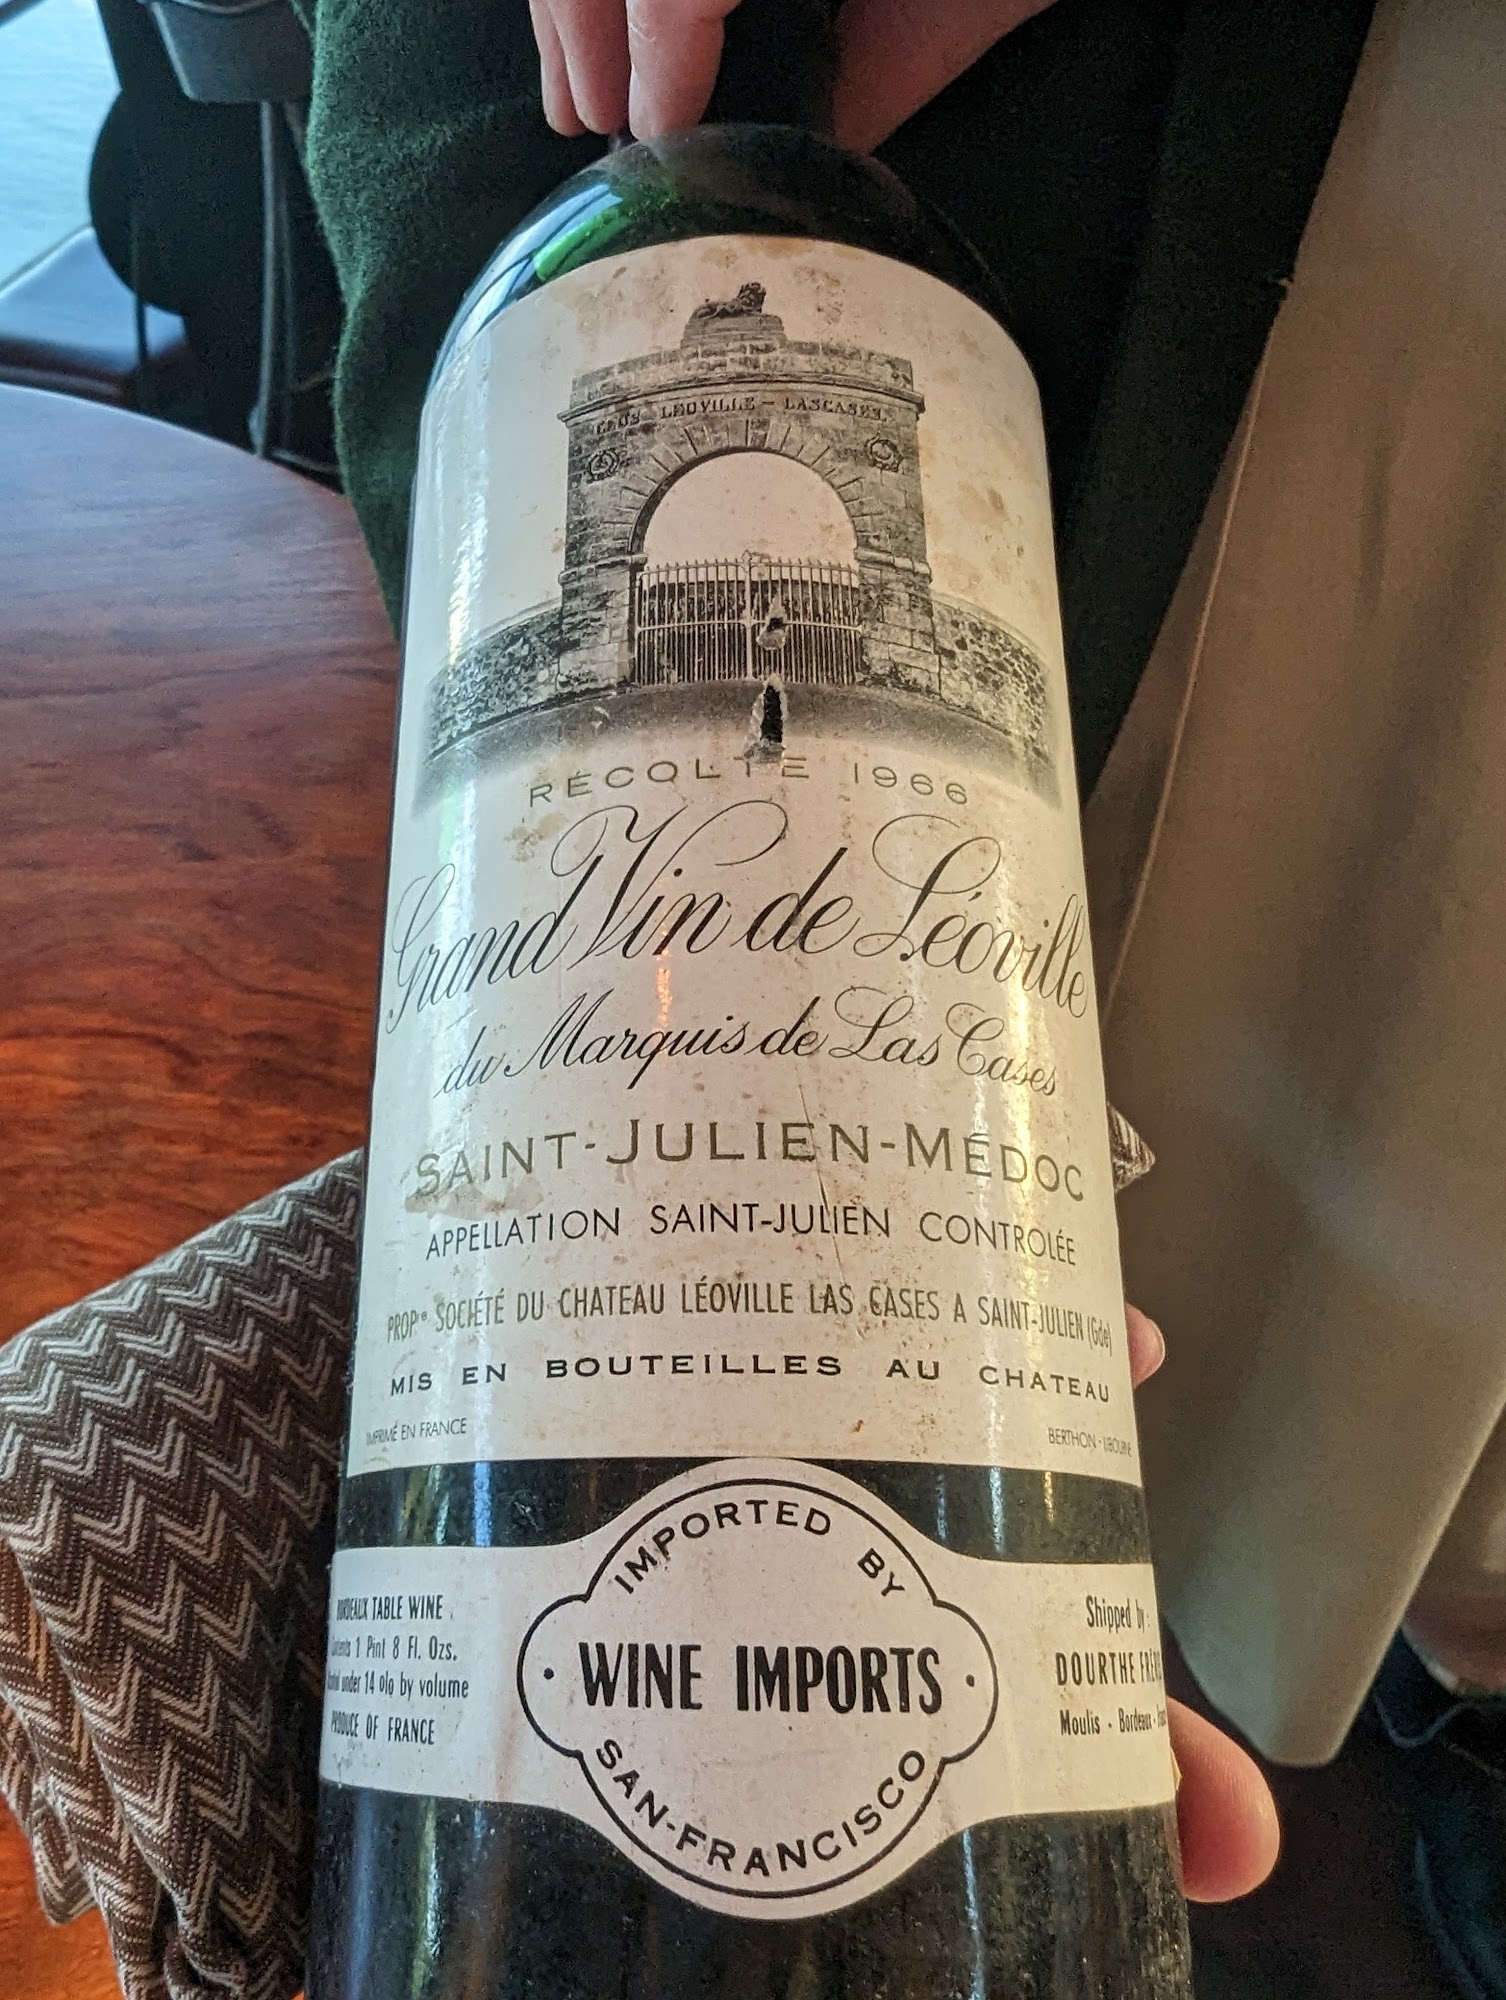 CLOS LEOVILLE - LASCASES
RÉCOLTE 1966
Grand Vin de Léoville
du Marquis de Las Cases
SAINT-JULIEN-MÉDOC
APPELLATION SAINT-JULIEN CONTROLÉE
PROPᵉ SOCIÉTÉ DU CHATEAU LÉOVILLE LAS CASES A SAINT-JULIEN (Gde)
MIS EN BOUTEILLES AU CHATEAU
IMPRIMÉ EN FRANCE
BERTHON - LIBOURNE
IMPORTED BY
WINE IMPORTS
SAN-FRANCISCO
BORDEAUX TABLE WINE
Contents 1 Pint 8 Fl. Ozs.
under 14 o/o by volume
PRODUCE OF FRANCE
Shipped by :
DOURTHE
Moulis - Bordeaux -